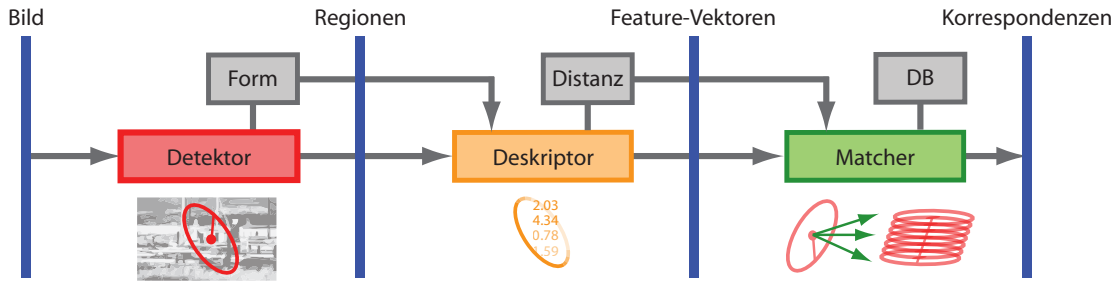 Bild Regionen Feature-Vektoren Korrespondenzen
Form Distanz DB
Detektor Deskriptor Matcher
2.03
4.34
0.78
1.59